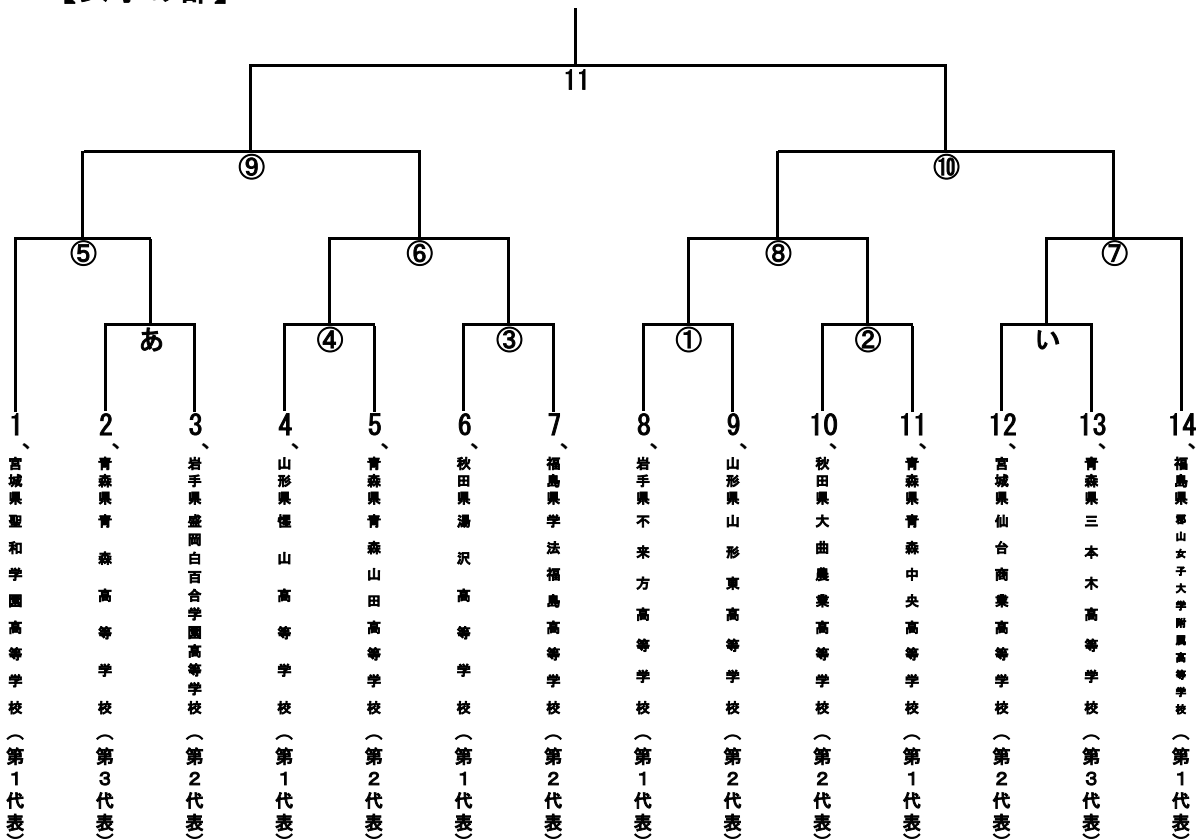 11
⑨
⑩
⑤
⑥
⑧
⑦
あ
④
③
①
②
い
1、宮城県 聖和学園高等学校(第1代表)
2、青森県 青森高等学校(第3代表)
3、岩手県 盛岡白百合学園高等学校(第2代表)
4、山形県 惺山高等学校(第1代表)
5、青森県 青森山田高等学校(第2代表)
6、秋田県 湯沢高等学校(第1代表)
7、福島県 学法福島高等学校(第2代表)
8、岩手県 不来方高等学校(第1代表)
9、山形県 山形東高等学校(第2代表)
10、秋田県 大曲農業高等学校(第2代表)
11、青森県 青森中央高等学校(第1代表)
12、宮城県 仙台商業高等学校(第2代表)
13、青森県 三本木高等学校(第3代表)
14、福島県 郡山女子大学附属高等学校(第1代表)